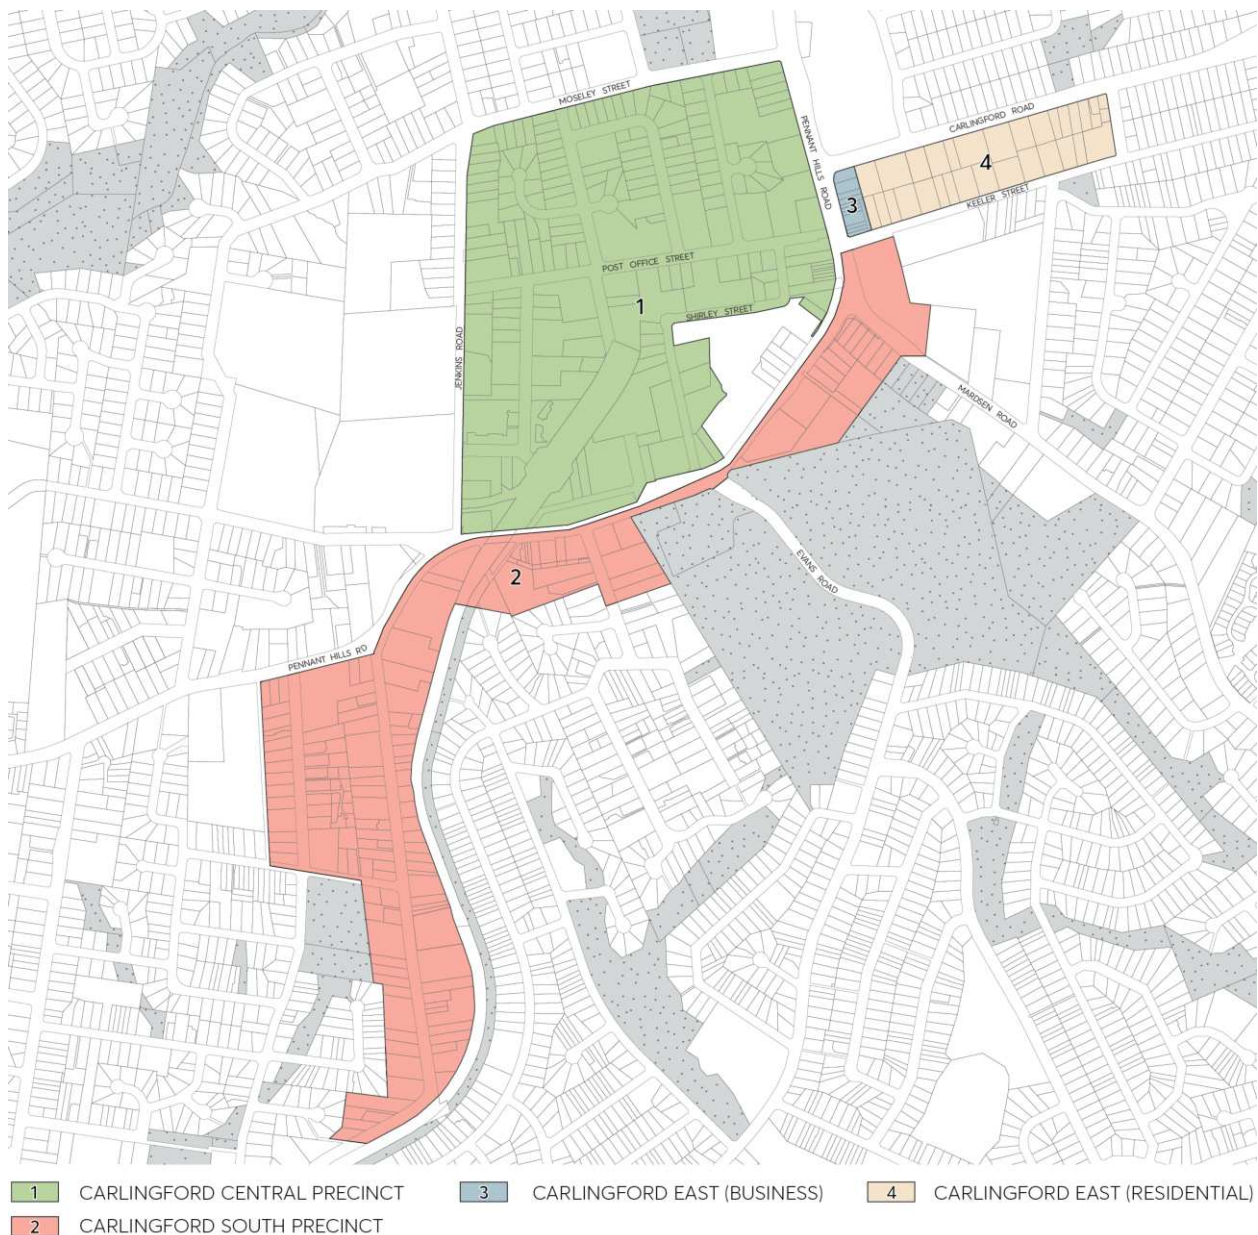 MOSELEY STREET
CARLINGFORD ROAD
PENNANT HILLS ROAD
4
KEELER STREET
3
POST OFFICE STREET
1
SHIRLEY STREET
JENKINS ROAD
MARDSEN ROAD
EVANS ROAD
2
PENNANT HILLS RD
1 CARLINGFORD CENTRAL PRECINCT
3 CARLINGFORD EAST (BUSINESS)
4 CARLINGFORD EAST (RESIDENTIAL)
2 CARLINGFORD SOUTH PRECINCT